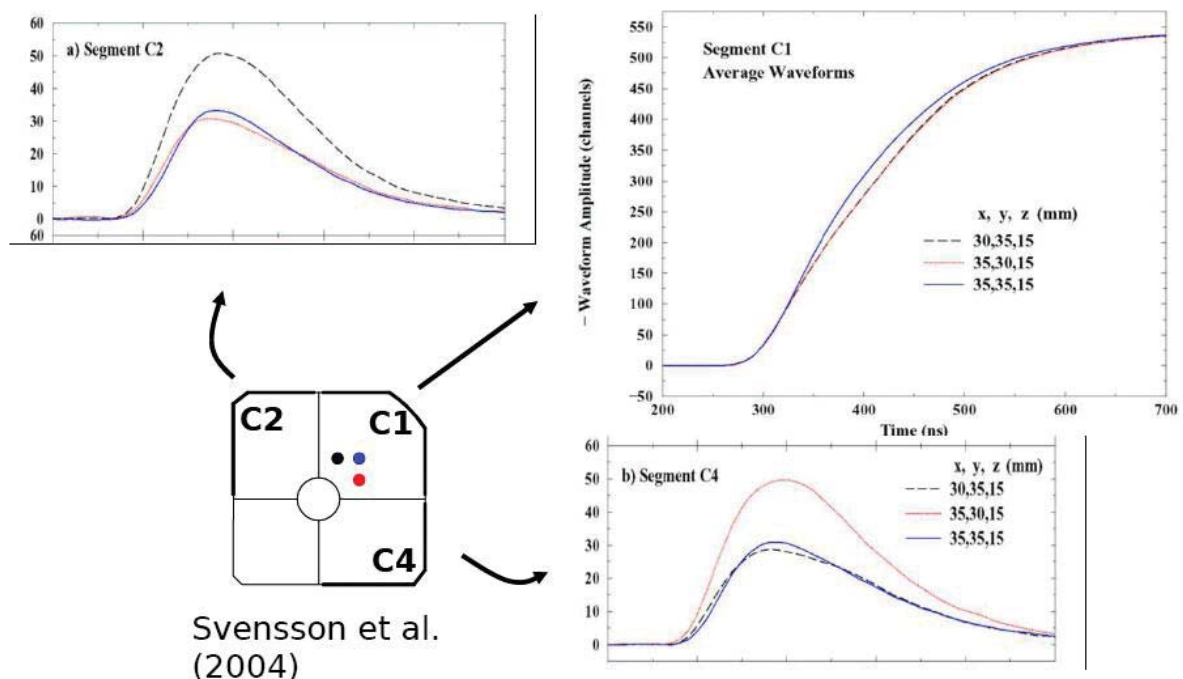 60
50
40
30
20
10
0
60
a) Segment C2
550
500
450
400
350
300
250
200
150
100
50
0
−50
− Waveform Amplitude (channels)
Segment C1
Average Waveforms
x, y, z (mm)
30,35,15
35,30,15
35,35,15
200 300 400 500 600 700
Time (ns)
C2
C1
C4
60
50
40
30
20
10
0
b) Segment C4
x, y, z (mm)
30,35,15
35,30,15
35,35,15
Svensson et al.
(2004)